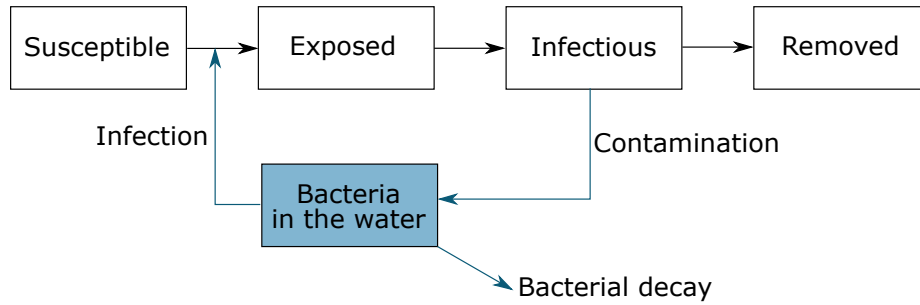 Susceptible
Exposed
Infectious
Removed
Infection
Contamination
Bacteria
in the water
Bacterial decay